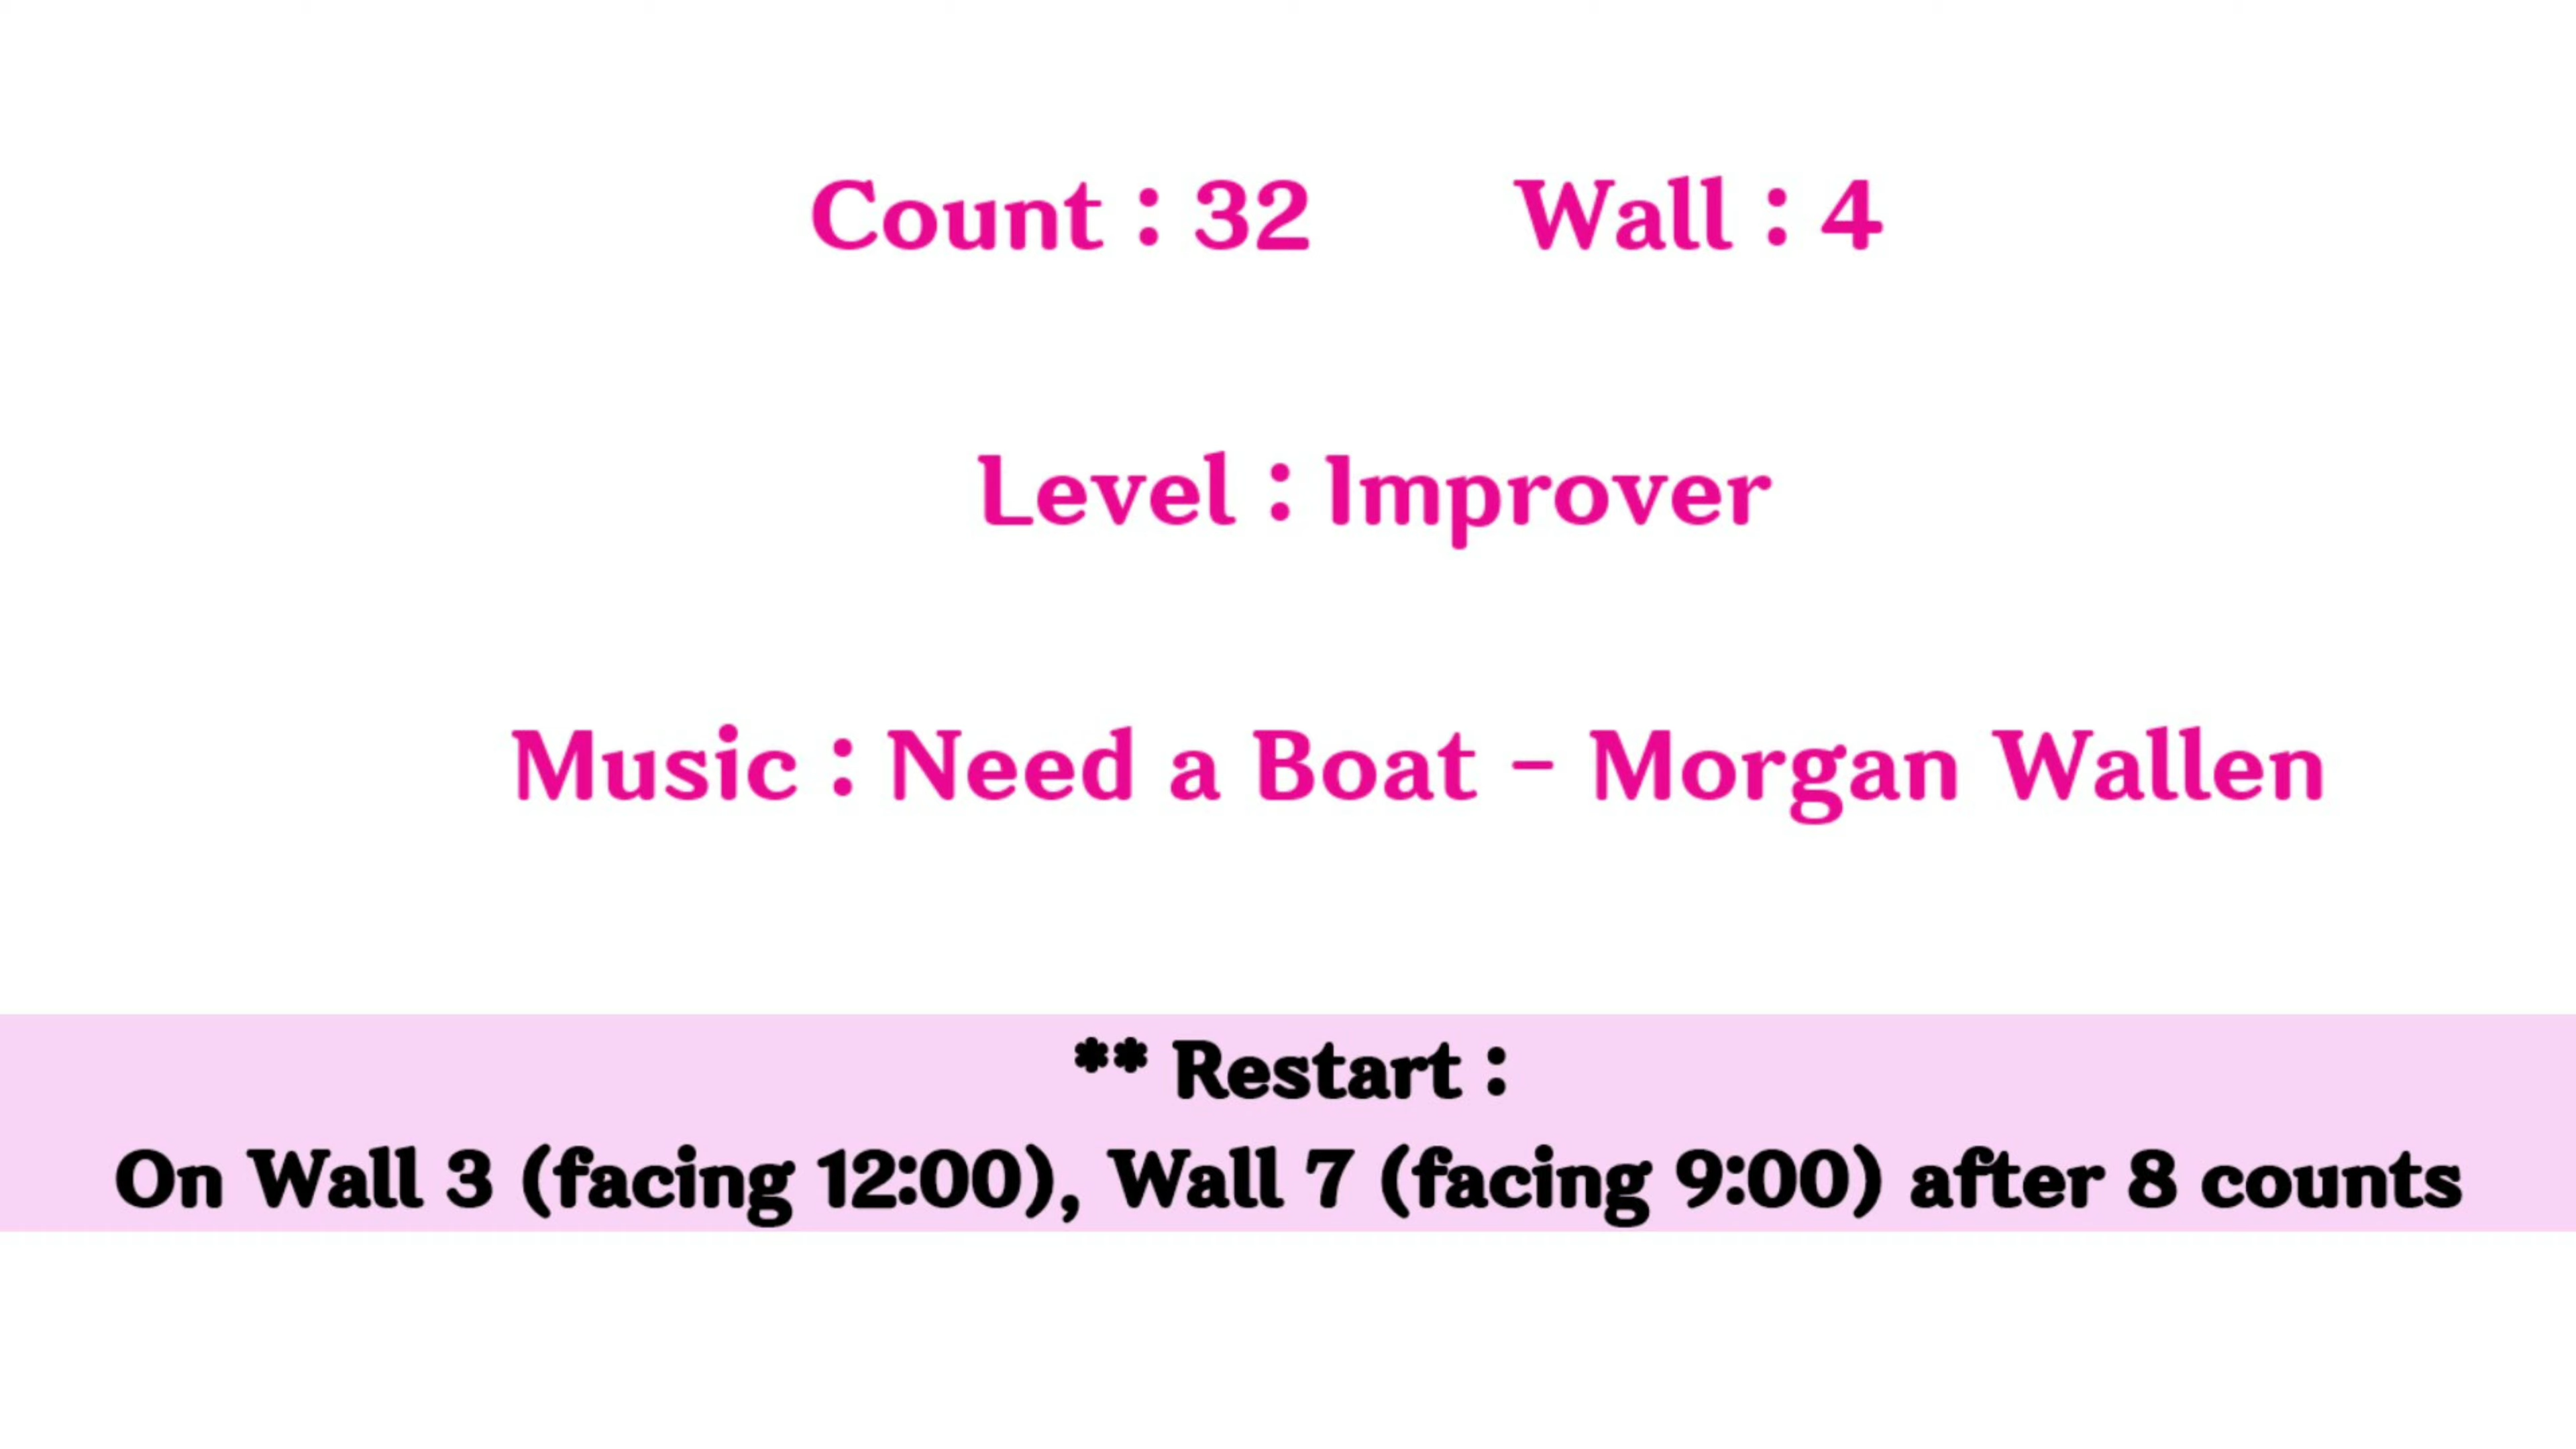 Count : 32 Wall : 4
Level : Improver
Music : Need a Boat - Morgan Wallen
** Restart :
On Wall 3 (facing 12:00), Wall 7 (facing 9:00) after 8 counts